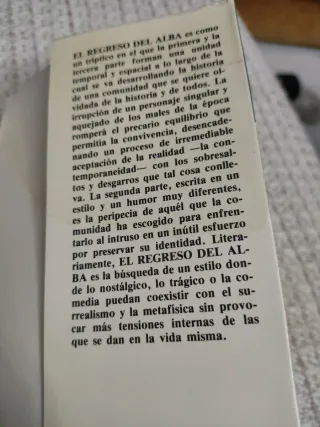 EL REGRESO DEL ALBA es como
un tríptico en el que la primera y la
tercera parte forman una unidad
temporal y espacial a lo largo de la
cual se va desarrollando la historia
de una comunidad que se quiere ol-
vidada de la historia y de todos. La
irrupción de un personaje singular y
aquejado de los males de la época
romperá el precario equilibrio que
permitía la convivencia, desencade-
nando un proceso de irremediable
aceptación de la realidad —la con-
temporaneidad— con los sobresal-
tos y desgarros que tal cosa conlle-
va. La segunda parte, escrita en un
estilo y un humor muy diferentes,
es la peripecia de aquél que la co-
munidad ha escogido para enfren-
tarlo al intruso en un inútil esfuerzo
por preservar su identidad. Litera-
riamente, EL REGRESO DEL AL-
BA es la búsqueda de un estilo don-
de lo nostálgico, lo trágico o la co-
media puedan coexistir con el su-
rrealismo y la metafísica sin provo-
car más tensiones internas de las
que se dan en la vida misma.